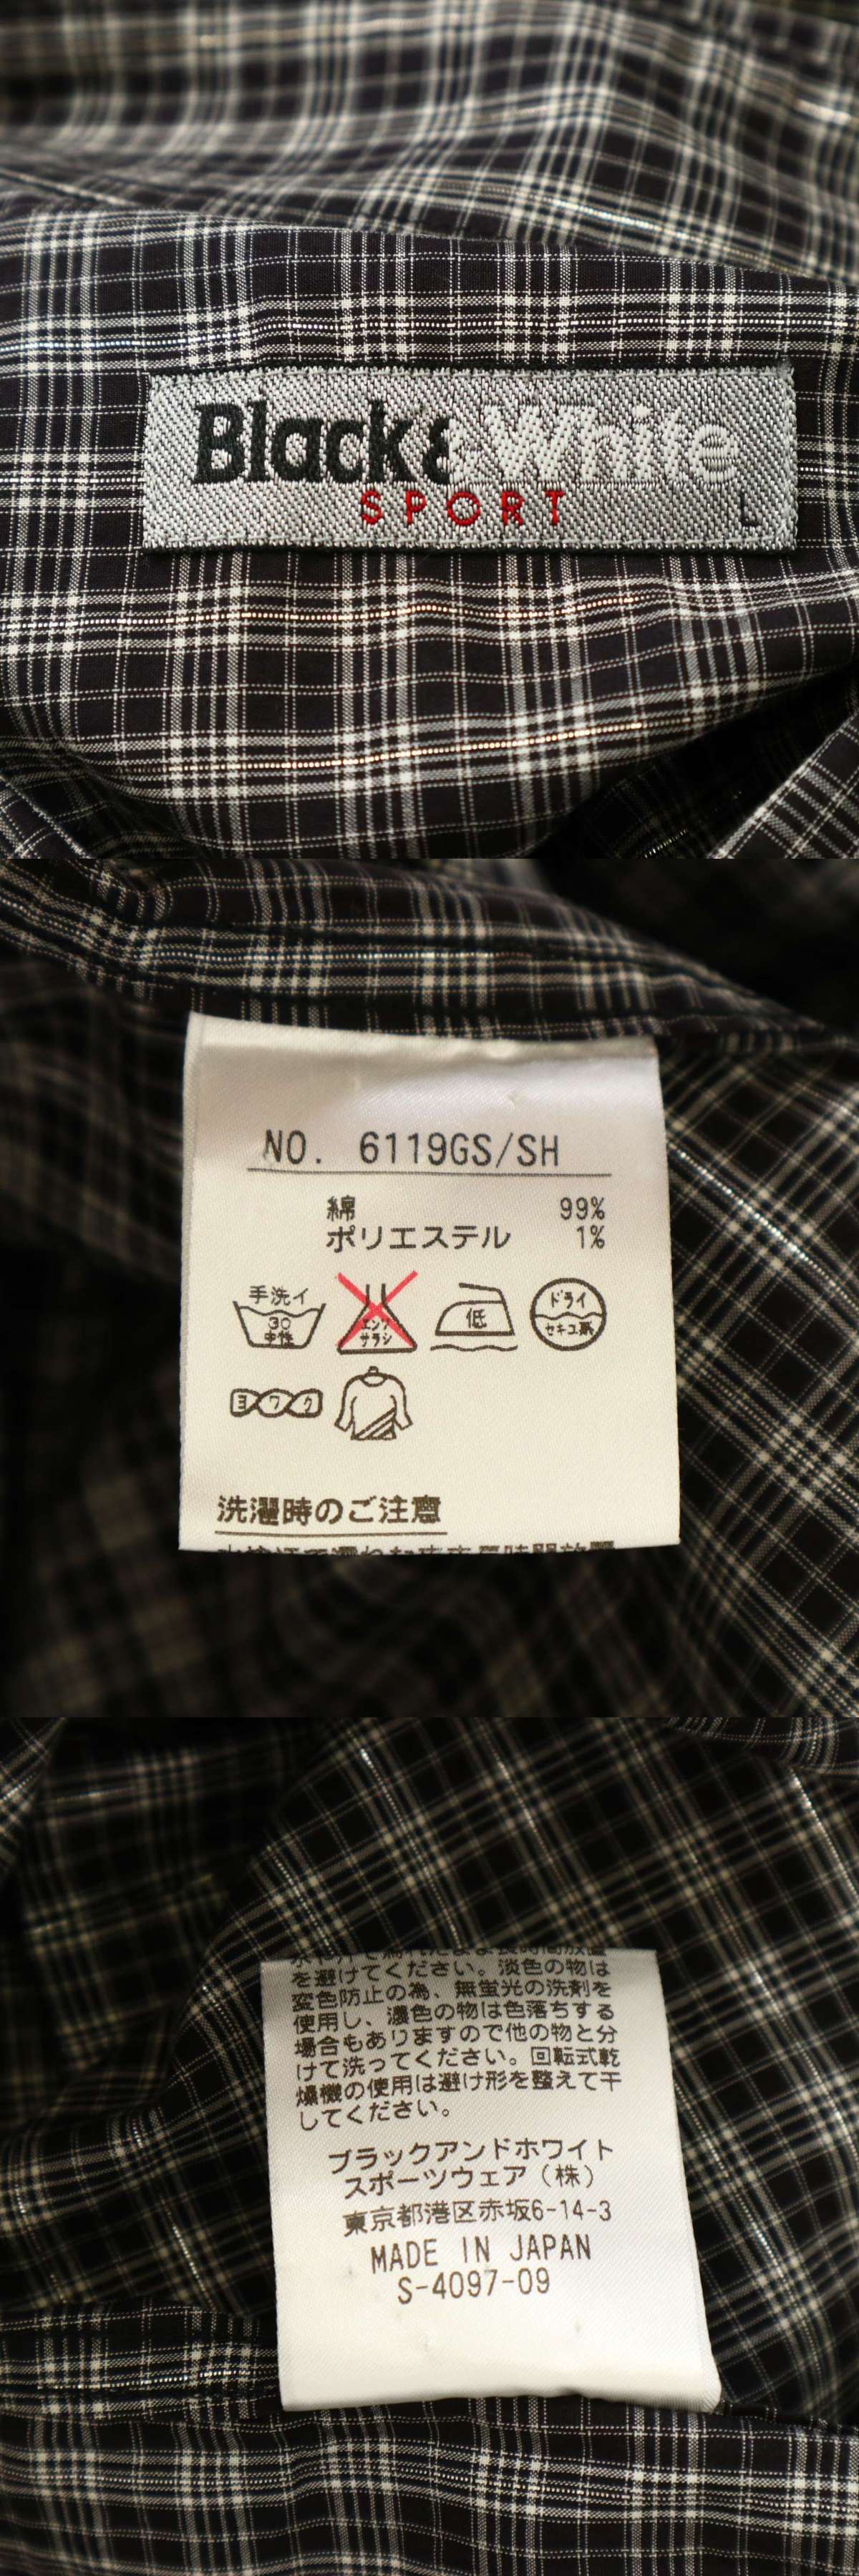 Black & White
SPORT
L
NO. 6119GS/SH
綿 99%
ポリエステル 1%
手洗イ
30
中性
エンソ
サラシ
低
ドライ
セキユ系
ヨワク
洗濯時のご注意
を避けてください。淡色の物は
変色防止の為、無蛍光の洗剤を
使用し、濃色の物は色落ちする
場合もありますので他の物と分
けて洗ってください。回転式乾
燥機の使用は避け形を整えて干
してください。
ブラックアンドホワイト
スポーツウェア（株）
東京都港区赤坂6-14-3
MADE IN JAPAN
S-4097-09